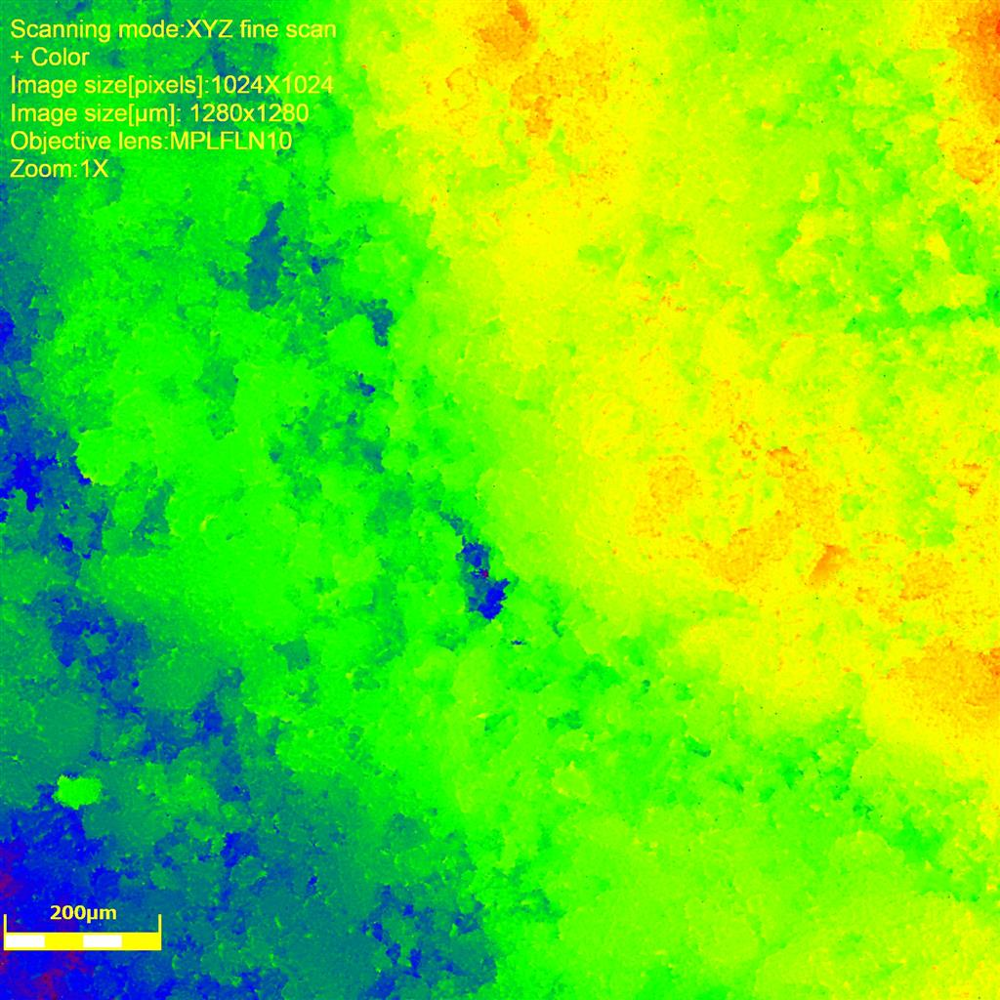 Scanning mode:XYZ fine scan
+ Color
Image size[pixels]:1024X1024
Image size[µm]: 1280x1280
Objective lens:MPLFLN10
Zoom:1X
200µm